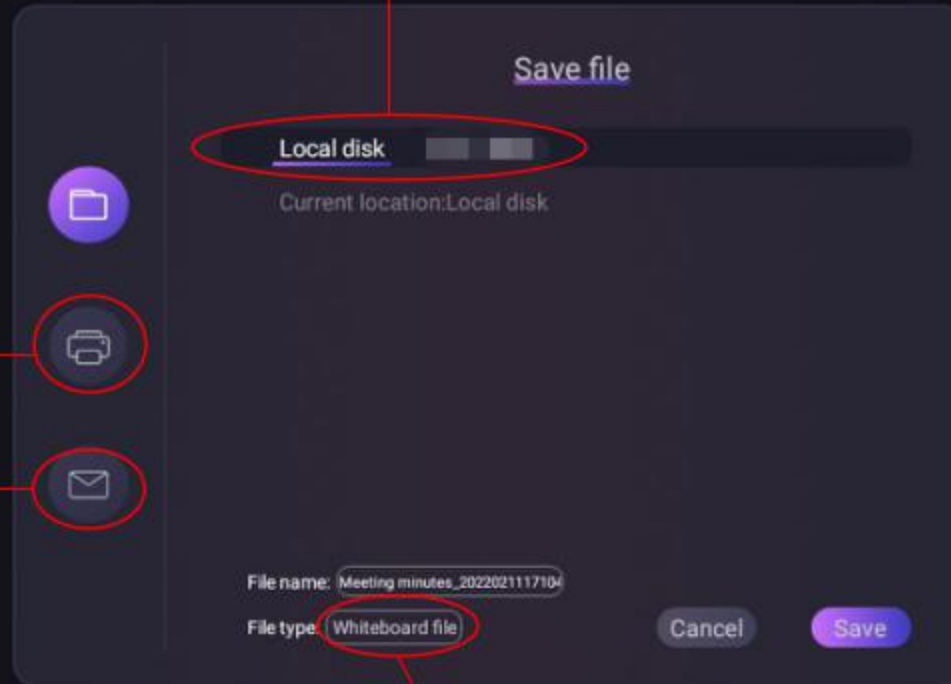 Save file
Local disk
Current location:Local disk
File name: Meeting minutes_2022021117104
File type: Whiteboard file
Cancel
Save